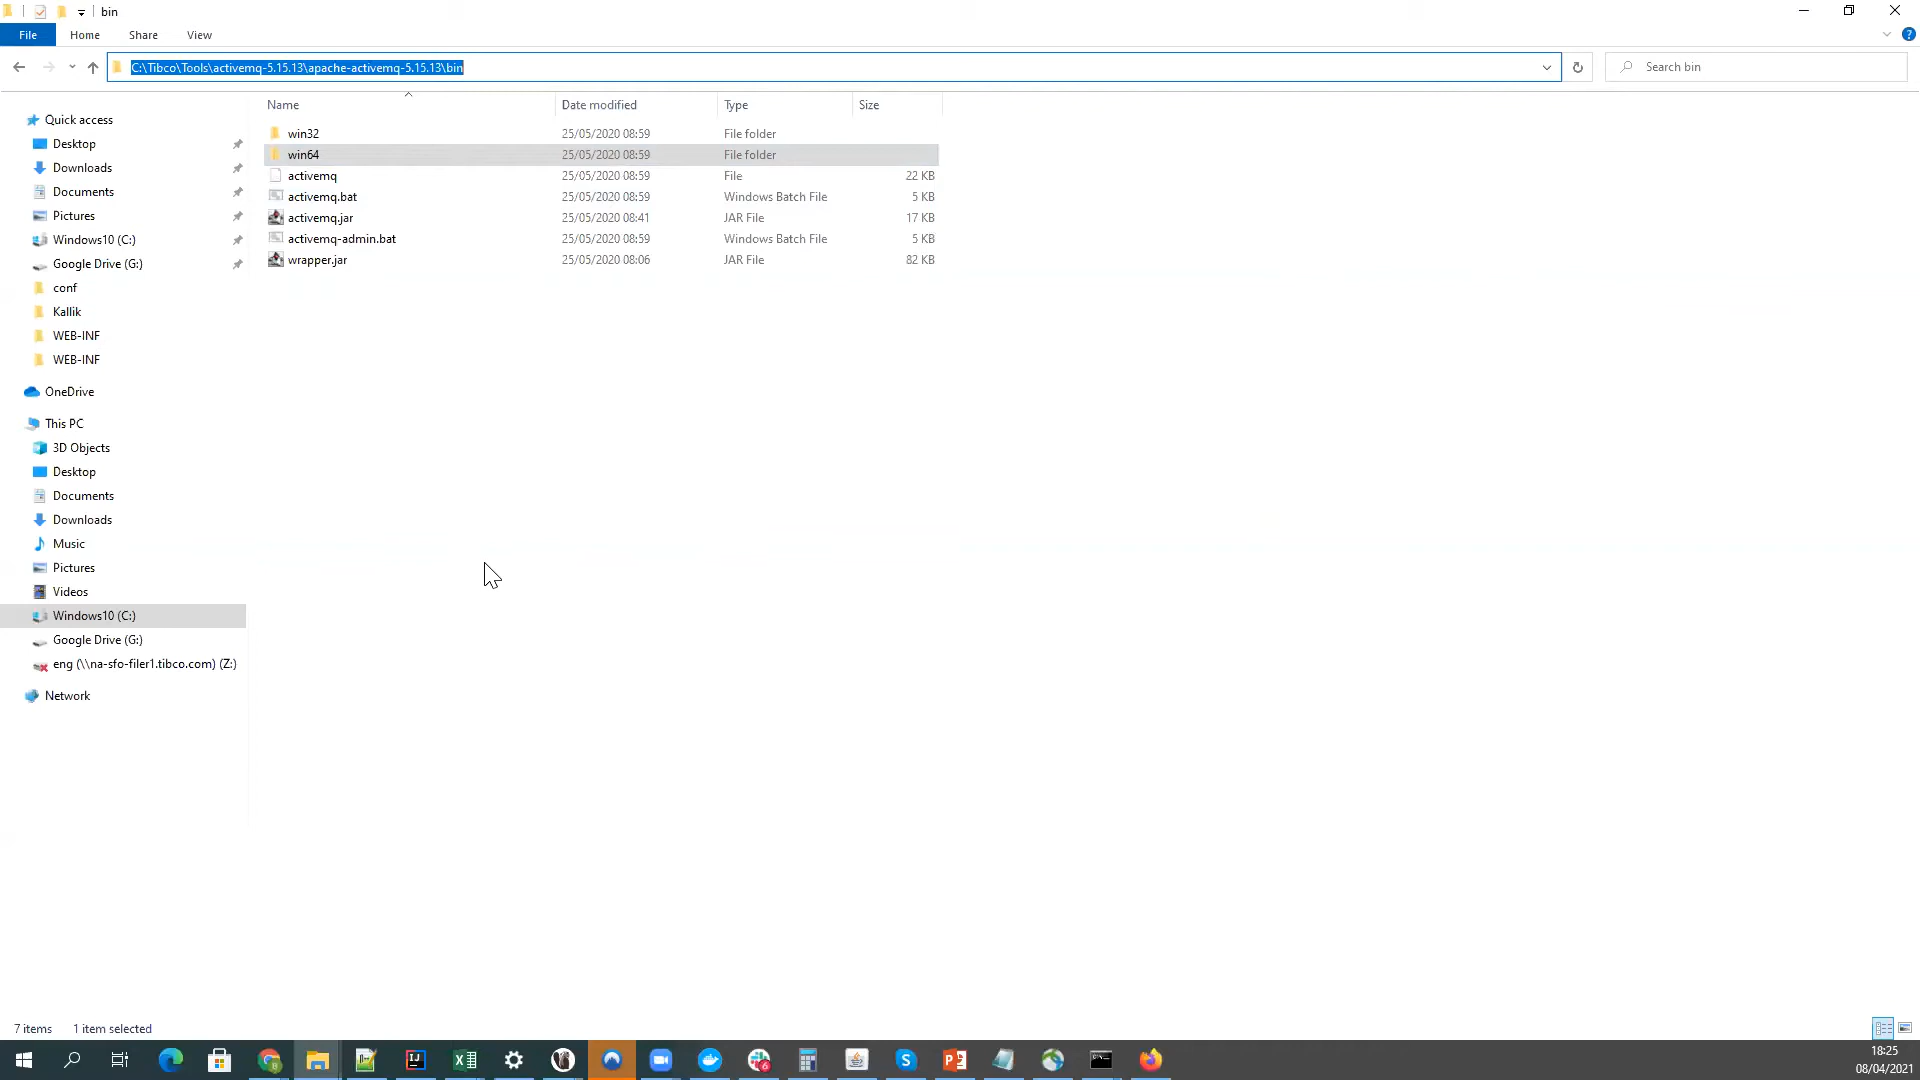 bin
File
Home
Share
View
C:\Tibco\Tools\activemq-5.15.13\apache-activemq-5.15.13\bin
Search bin
Name
Date modified
Type
Size
win32
25/05/2020 08:59
File folder
win64
25/05/2020 08:59
File folder
activemq
25/05/2020 08:59
File
22 KB
activemq.bat
25/05/2020 08:59
Windows Batch File
5 KB
activemq.jar
25/05/2020 08:41
JAR File
17 KB
activemq-admin.bat
25/05/2020 08:59
Windows Batch File
5 KB
wrapper.jar
25/05/2020 08:06
JAR File
82 KB
Quick access
Desktop
Downloads
Documents
Pictures
Windows10 (C:)
Google Drive (G:)
conf
Kallik
WEB-INF
WEB-INF
OneDrive
This PC
3D Objects
Desktop
Documents
Downloads
Music
Pictures
Videos
Windows10 (C:)
Google Drive (G:)
eng (\\na-sfo-filer1.tibco.com) (Z:)
Network
7 items
1 item selected
18:25
08/04/2021